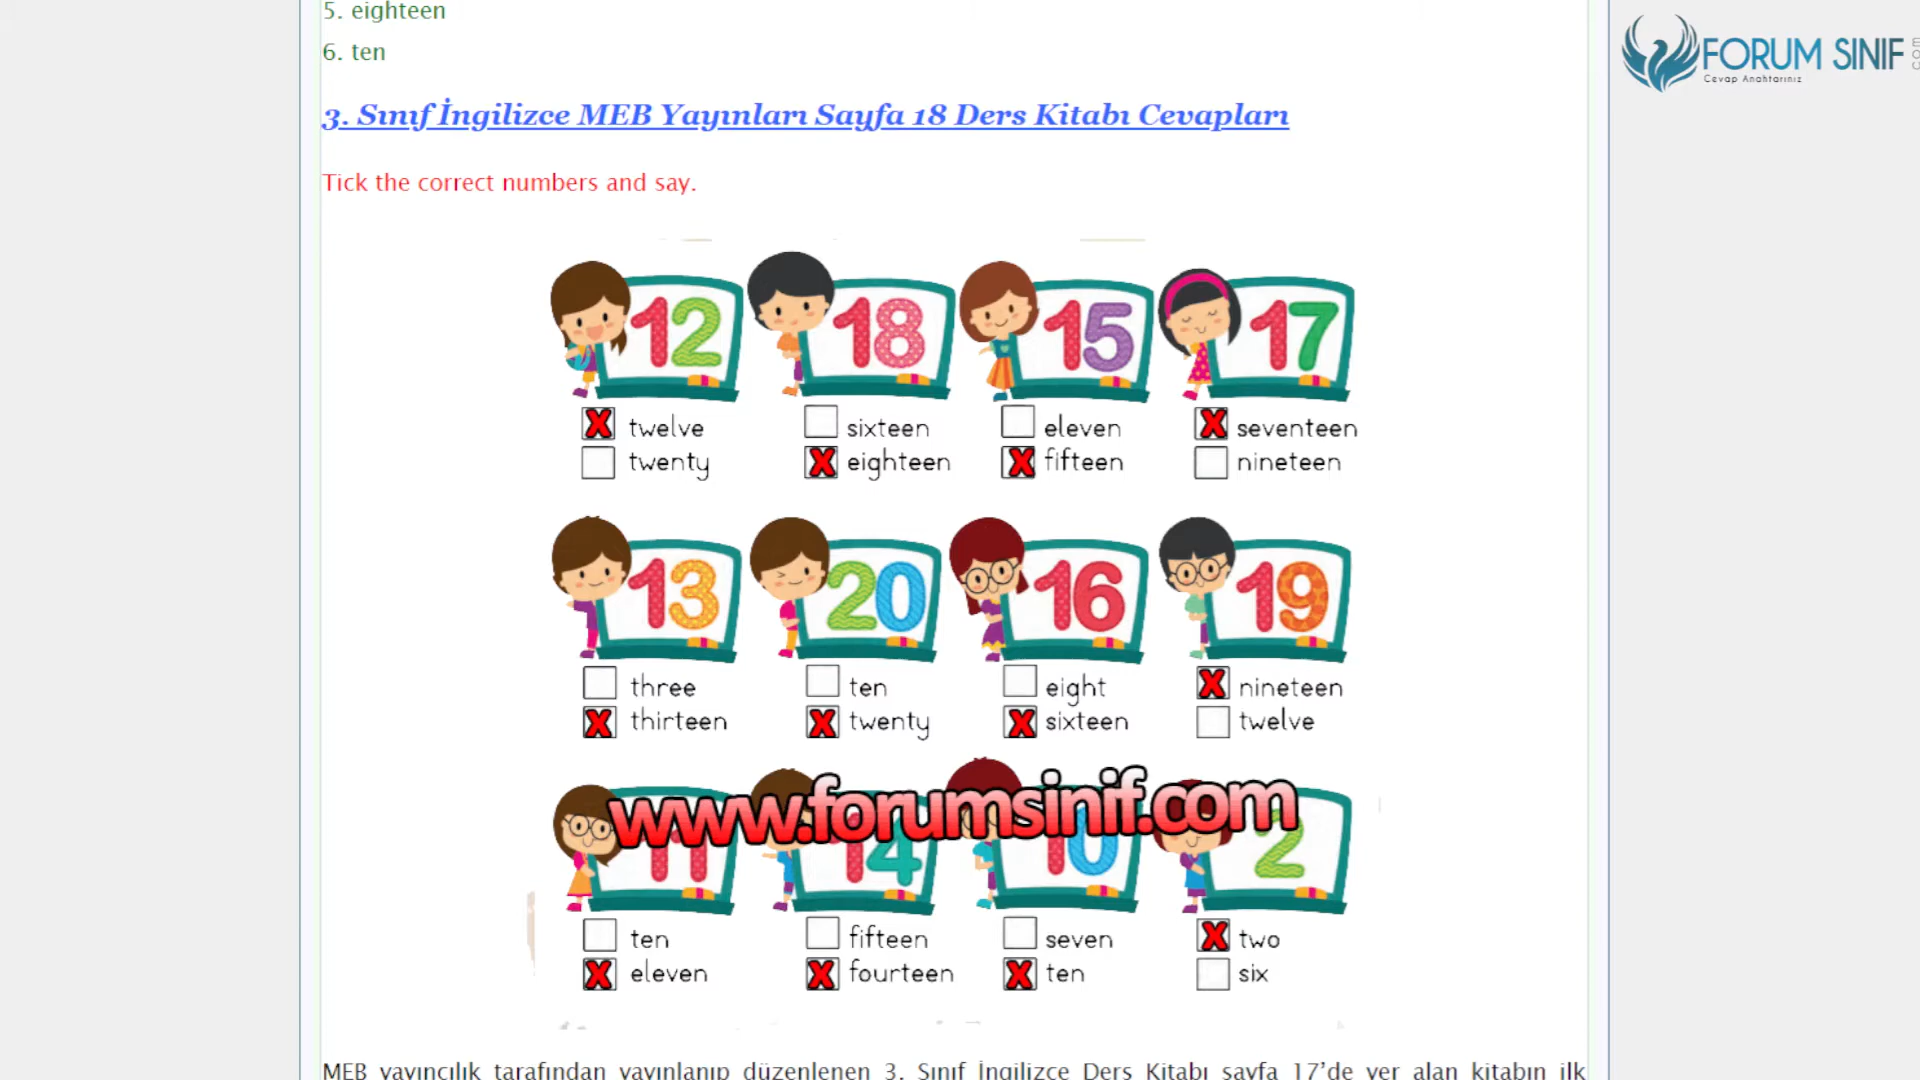 5. eighteen
6. ten
FORUM SINIF
Cevap Anahtarınız
3. Sınıf İngilizce MEB Yayınları Sayfa 18 Ders Kitabı Cevapları
Tick the correct numbers and say.
12 18 15 17
X twelve sixteen eleven X seventeen
twenty X eighteen X fifteen nineteen
13 20 16 19
three ten eight X nineteen
X thirteen X twenty X sixteen twelve
www.forumsinif.com
11 14 10 2
ten fifteen seven X two
X eleven X fourteen X ten six
MEB yayıncılık tarafından yayınlanıp düzenlenen 3. Sınıf İngilizce Ders Kitabı sayfa 17’de yer alan kitabın ilk